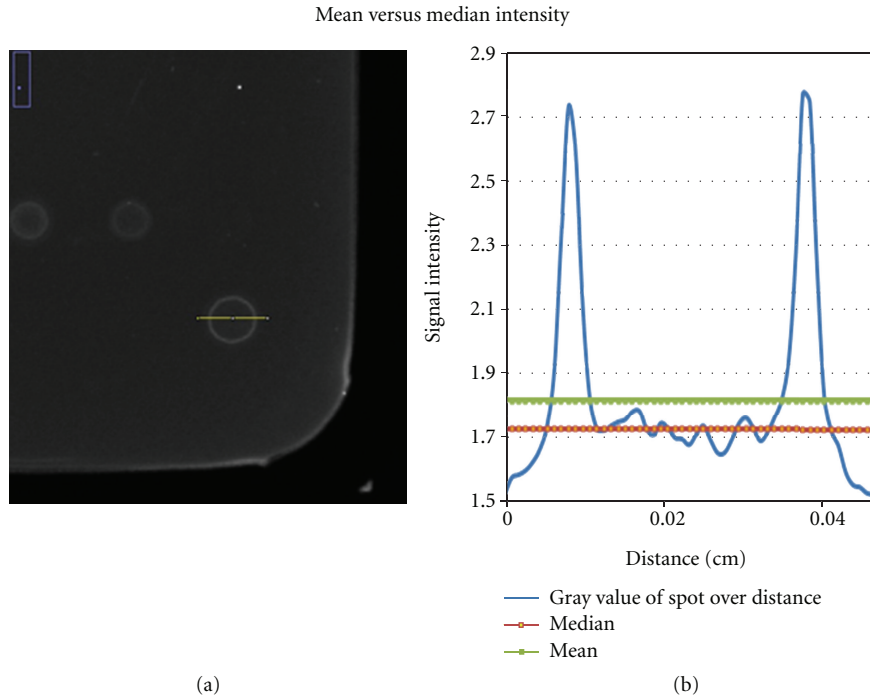 Mean versus median intensity
2.9
2.7
2.5
2.3
2.1
1.9
1.7
1.5
Signal intensity
0
0.02
0.04
Distance (cm)
Gray value of spot over distance
Median
Mean
(a)
(b)